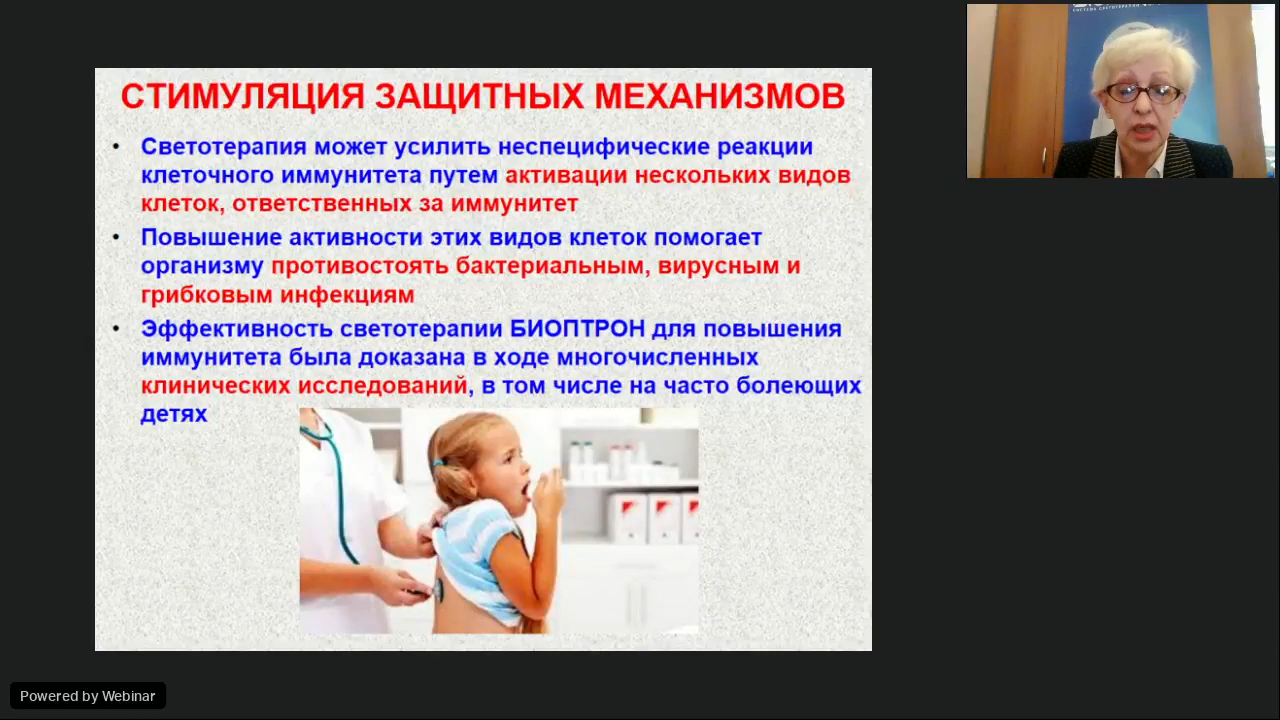 СТИМУЛЯЦИЯ ЗАЩИТНЫХ МЕХАНИЗМОВ
• Светотерапия может усилить неспецифические реакции
клеточного иммунитета путем активации нескольких видов
клеток, ответственных за иммунитет
• Повышение активности этих видов клеток помогает
организму противостоять бактериальным, вирусным и
грибковым инфекциям
• Эффективность светотерапии БИОПТРОН для повышения
иммунитета была доказана в ходе многочисленных
клинических исследований, в том числе на часто болеющих
детях
Powered by Webinar